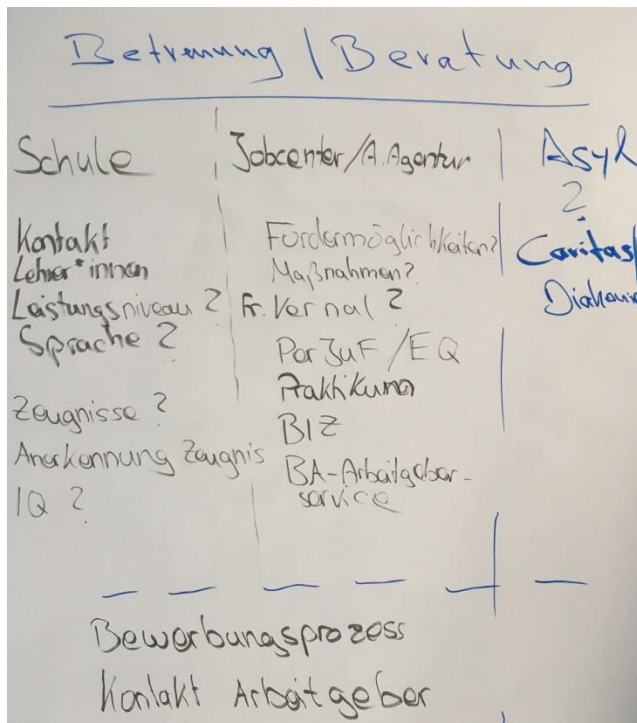 Betreuung / Beratung
Schule
Kontakt
Lehrer*innen
Leistungsniveau?
Sprache?
Zeugnisse?
Anerkennung Zeugnis
IQ?
Jobcenter/A.Agentur
Fördermöglichkeiten?
Maßnahmen?
Fr. Vernal?
PerJuF/EQ
Praktikum
BIZ
BA-Arbeitgeber-
service
Asyl
?
Caritas/
Diakonie
Bewerbungsprozess
Kontakt Arbeitgeber